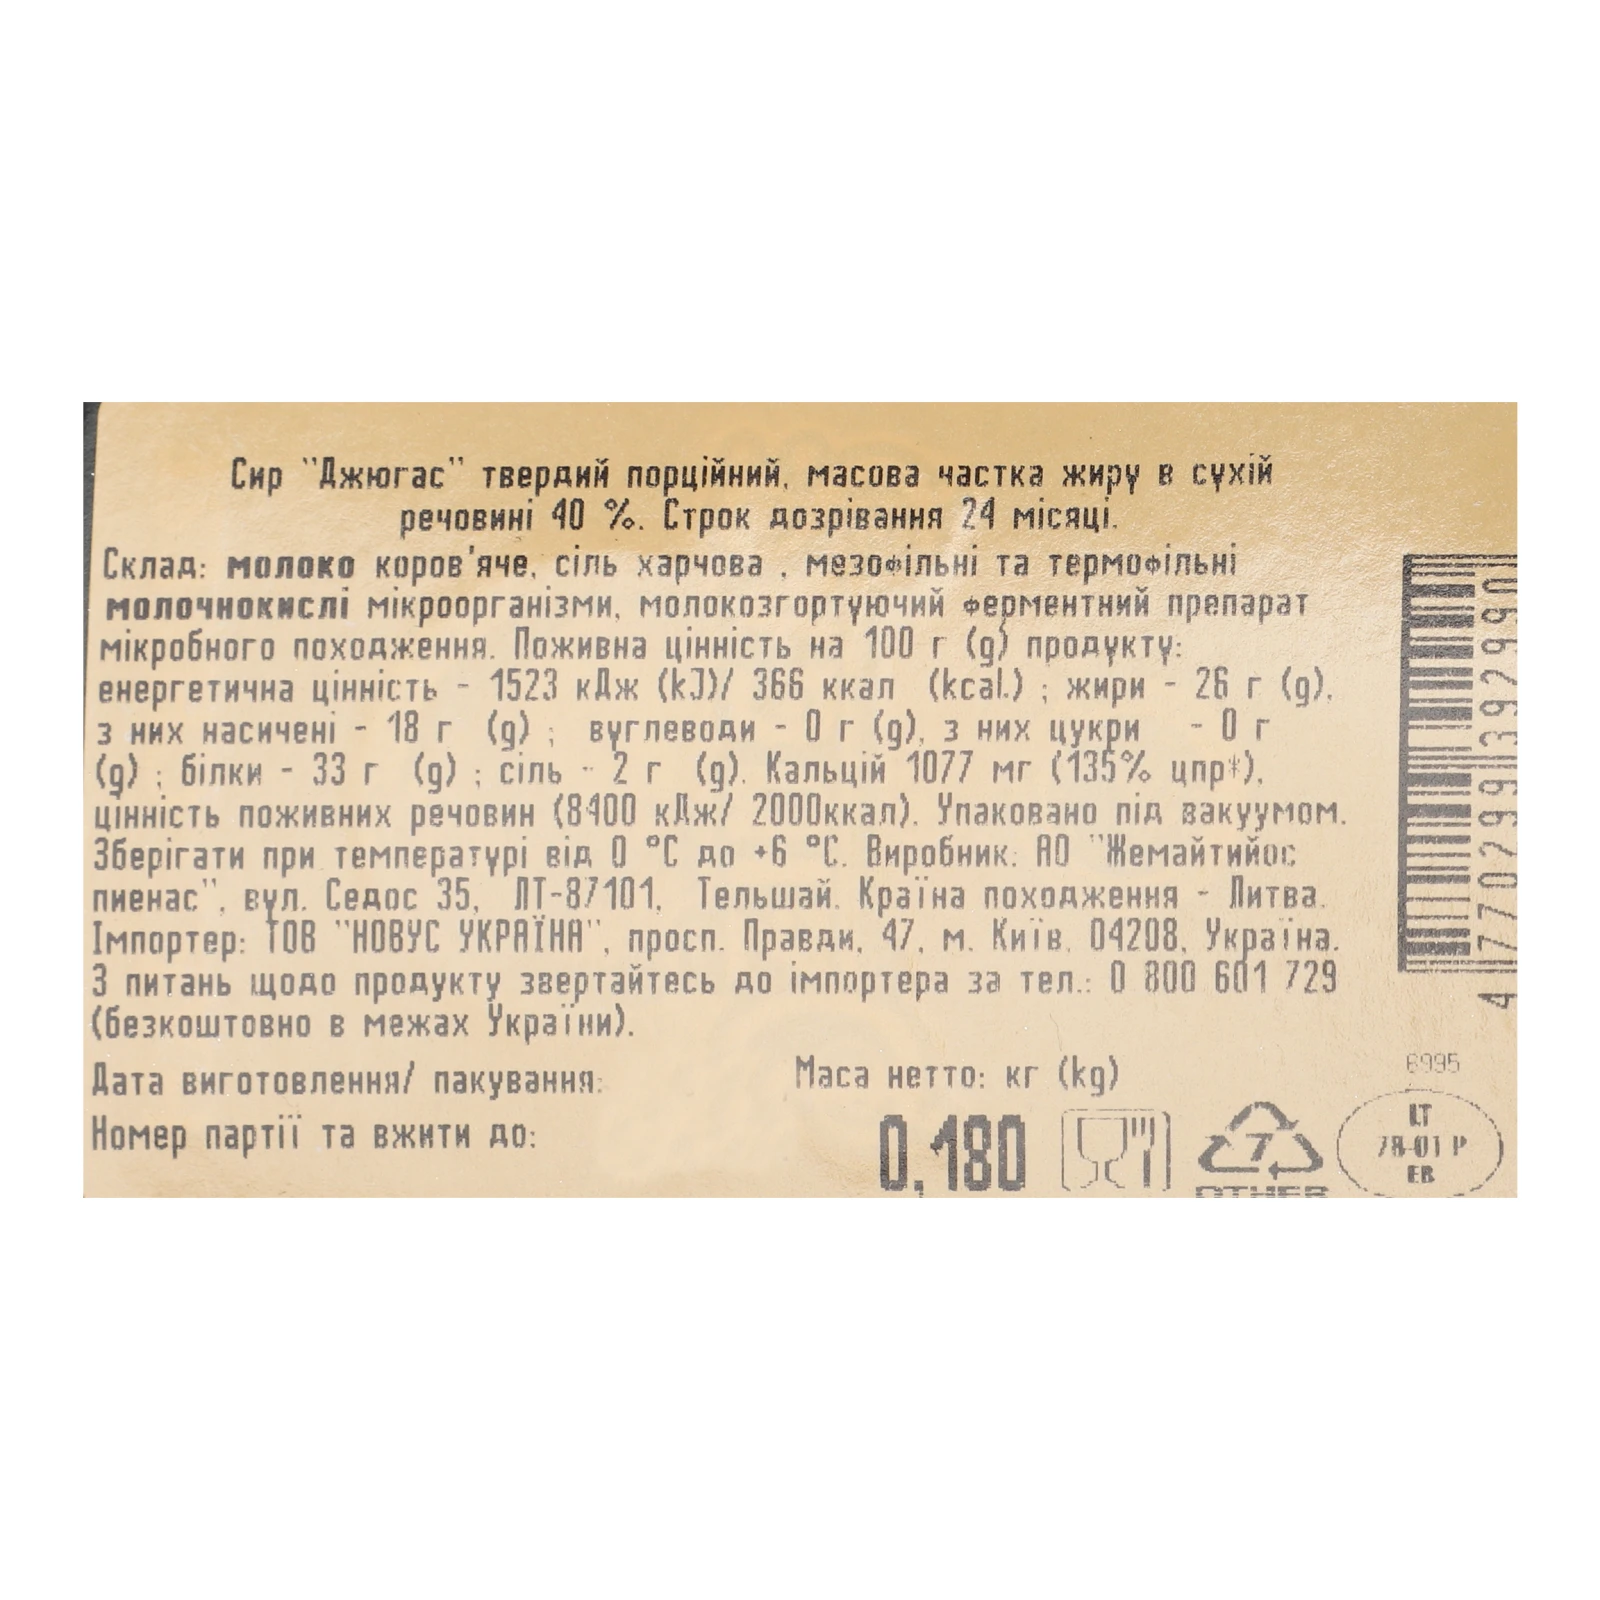 Сир "Джюгас" твердий порційний, масова частка жиру в сухій
речовині 40 %. Строк дозрівання 24 місяці.
Склад: молоко коров'яче, сіль харчова , мезофільні та термофільні
молочнокислі мікроорганізми, молокозгортуючий ферментний препарат
мікробного походження. Поживна цінність на 100 г (g) продукту:
енергетична цінність - 1523 кДж (kJ)/ 366 ккал (kcal) ; жири - 26 г (g),
з них насичені - 18 г (g) ; вуглеводи - 0 г (g), з них цукри - 0 г
(g) ; білки - 33 г (g) ; сіль - 2 г (g). Кальцій 1077 мг (135% цпр*),
цінність поживних речовин (8400 кДж/ 2000ккал). Упаковано під вакуумом.
Зберігати при температурі від 0 °C до +6 °C. Виробник: АО "Жемайтийос
пиенас", вул. Седос 35, ЛТ-87101, Тельшай. Країна походження - Литва.
Імпортер: ТОВ "НОВУС УКРАЇНА", просп. Правди, 47, м. Київ, 04208, Україна.
З питань щодо продукту звертайтесь до імпортера за тел.: 0 800 601 729
(безкоштовно в межах України).
Дата виготовлення/ пакування:
Номер партії та вжити до:
Маса нетто: кг (kg)
0,180
7
OTHER
6995
LT
78-01 P
EB
4770299392990